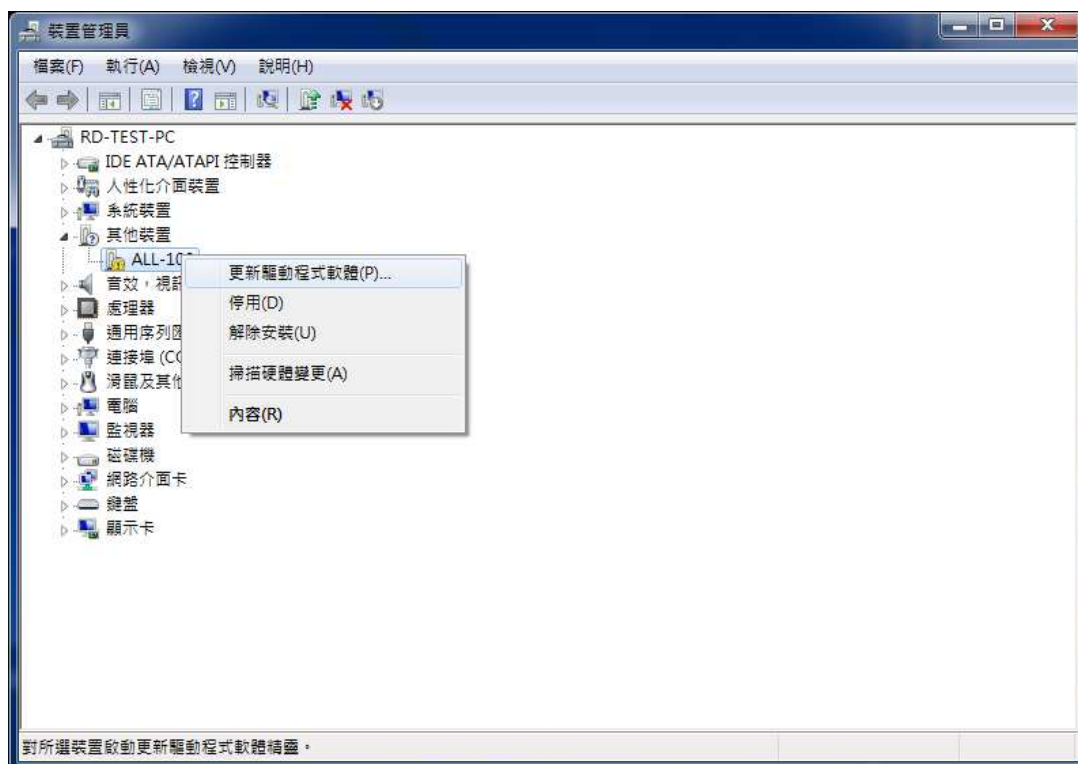 裝置管理員
檔案(F) 執行(A) 檢視(V) 說明(H)
RD-TEST-PC
IDE ATA/ATAPI 控制器
人性化介面裝置
系統裝置
其他裝置
ALL-10
音效，視訊
處理器
通用序列
連接埠 (CO
滑鼠及其他
電腦
監視器
磁碟機
網路介面卡
鍵盤
顯示卡
更新驅動程式軟體(P)...
停用(D)
解除安裝(U)
掃描硬體變更(A)
內容(R)
對所選裝置啟動更新驅動程式軟體精靈。